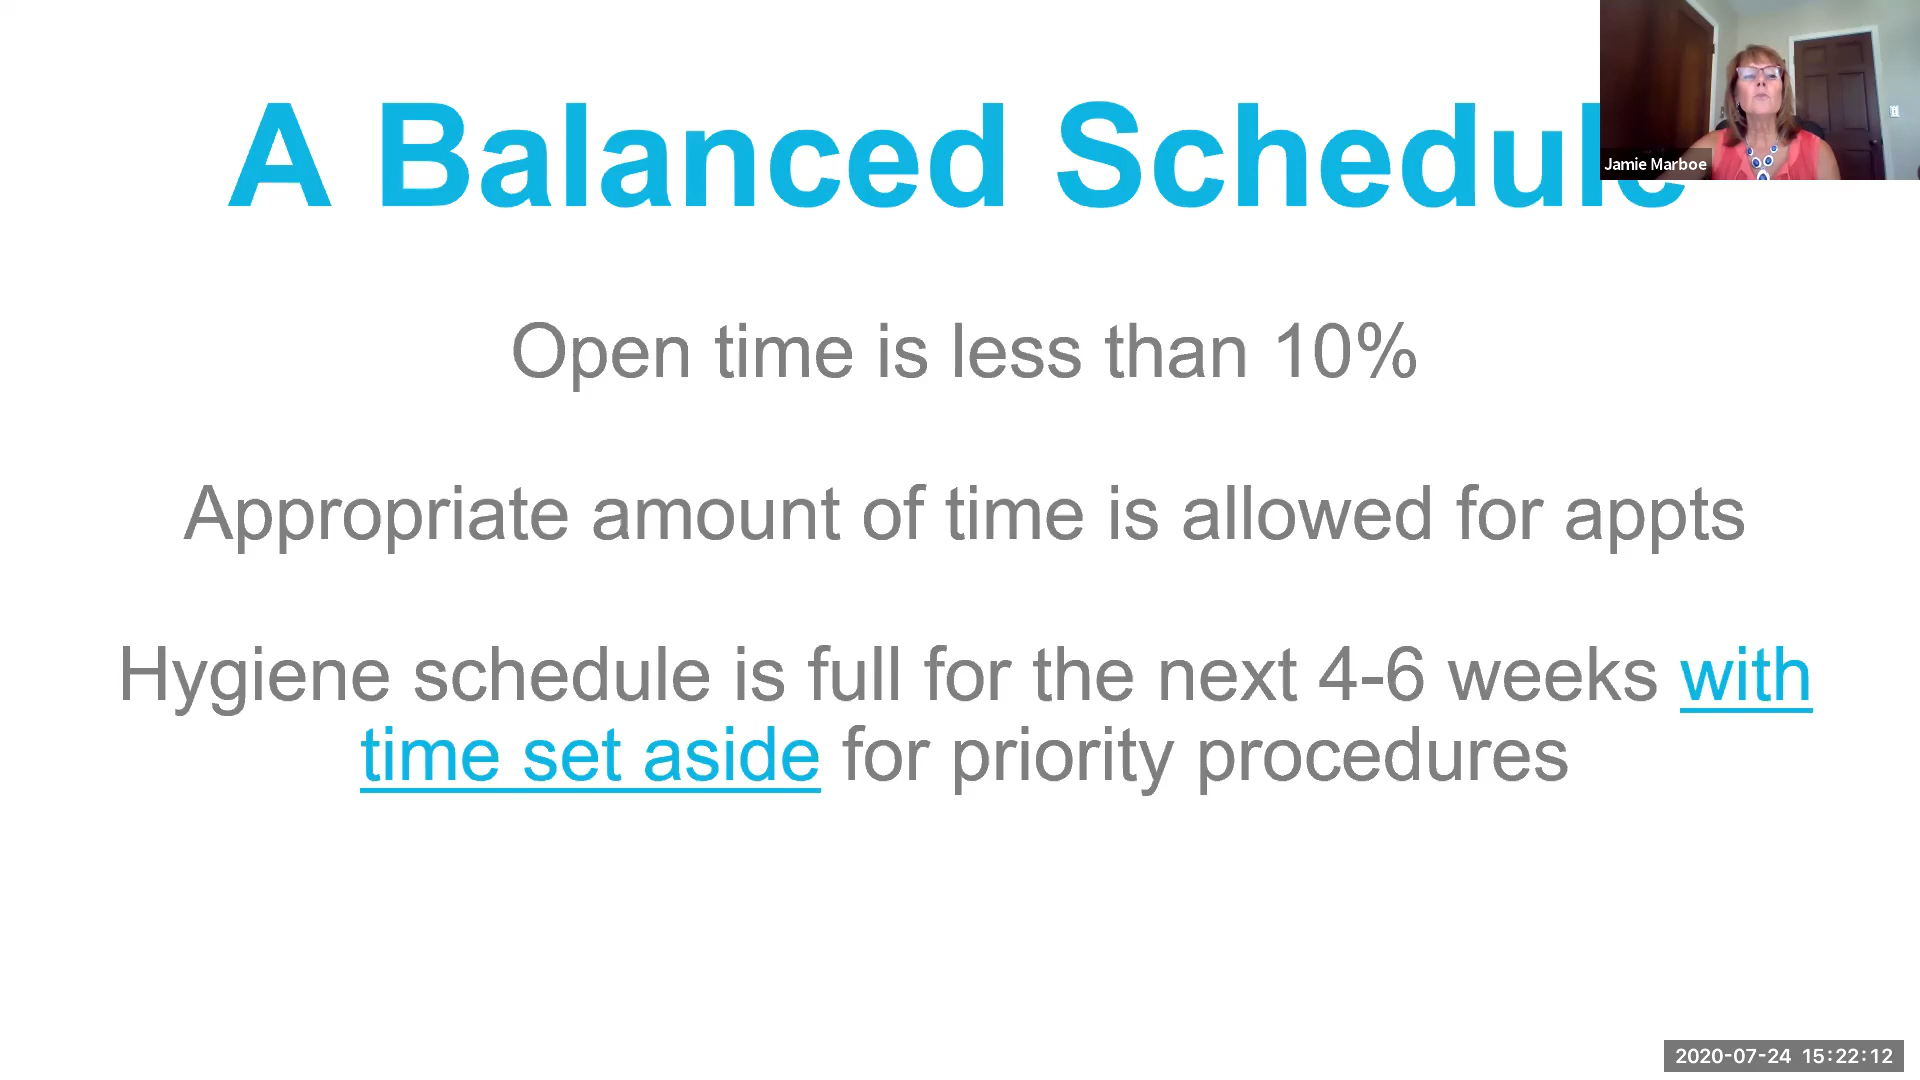 A Balanced Schedule
Jamie Marboe
Open time is less than 10%
Appropriate amount of time is allowed for appts
Hygiene schedule is full for the next 4-6 weeks with
time set aside for priority procedures
2020-07-24 15:22:12